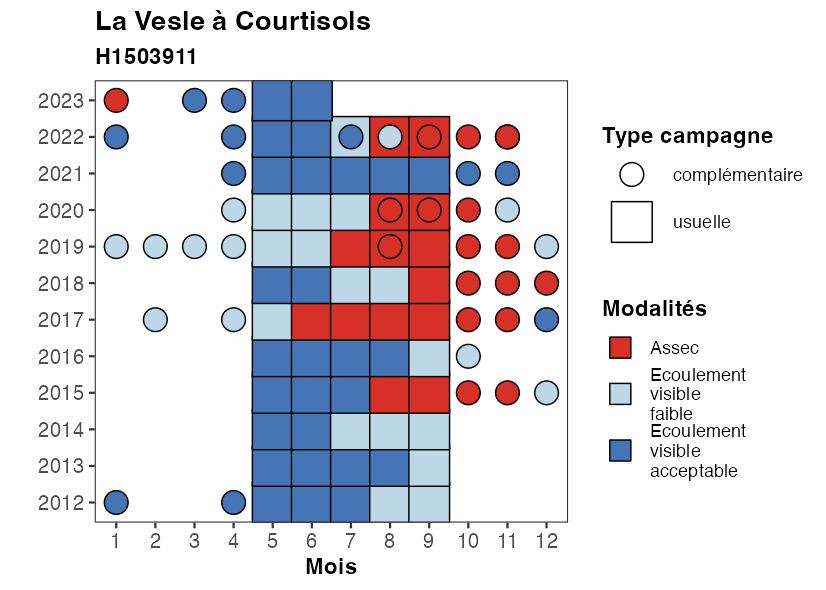 La Vesle à Courtisols
H1503911
2023
2022
2021
2020
2019
2018
2017
2016
2015
2014
2013
2012
1 2 3 4 5 6 7 8 9 10 11 12
Mois
Type campagne
complémentaire
usuelle
Modalités
Assec
Ecoulement
visible
faible
Ecoulement
visible
acceptable